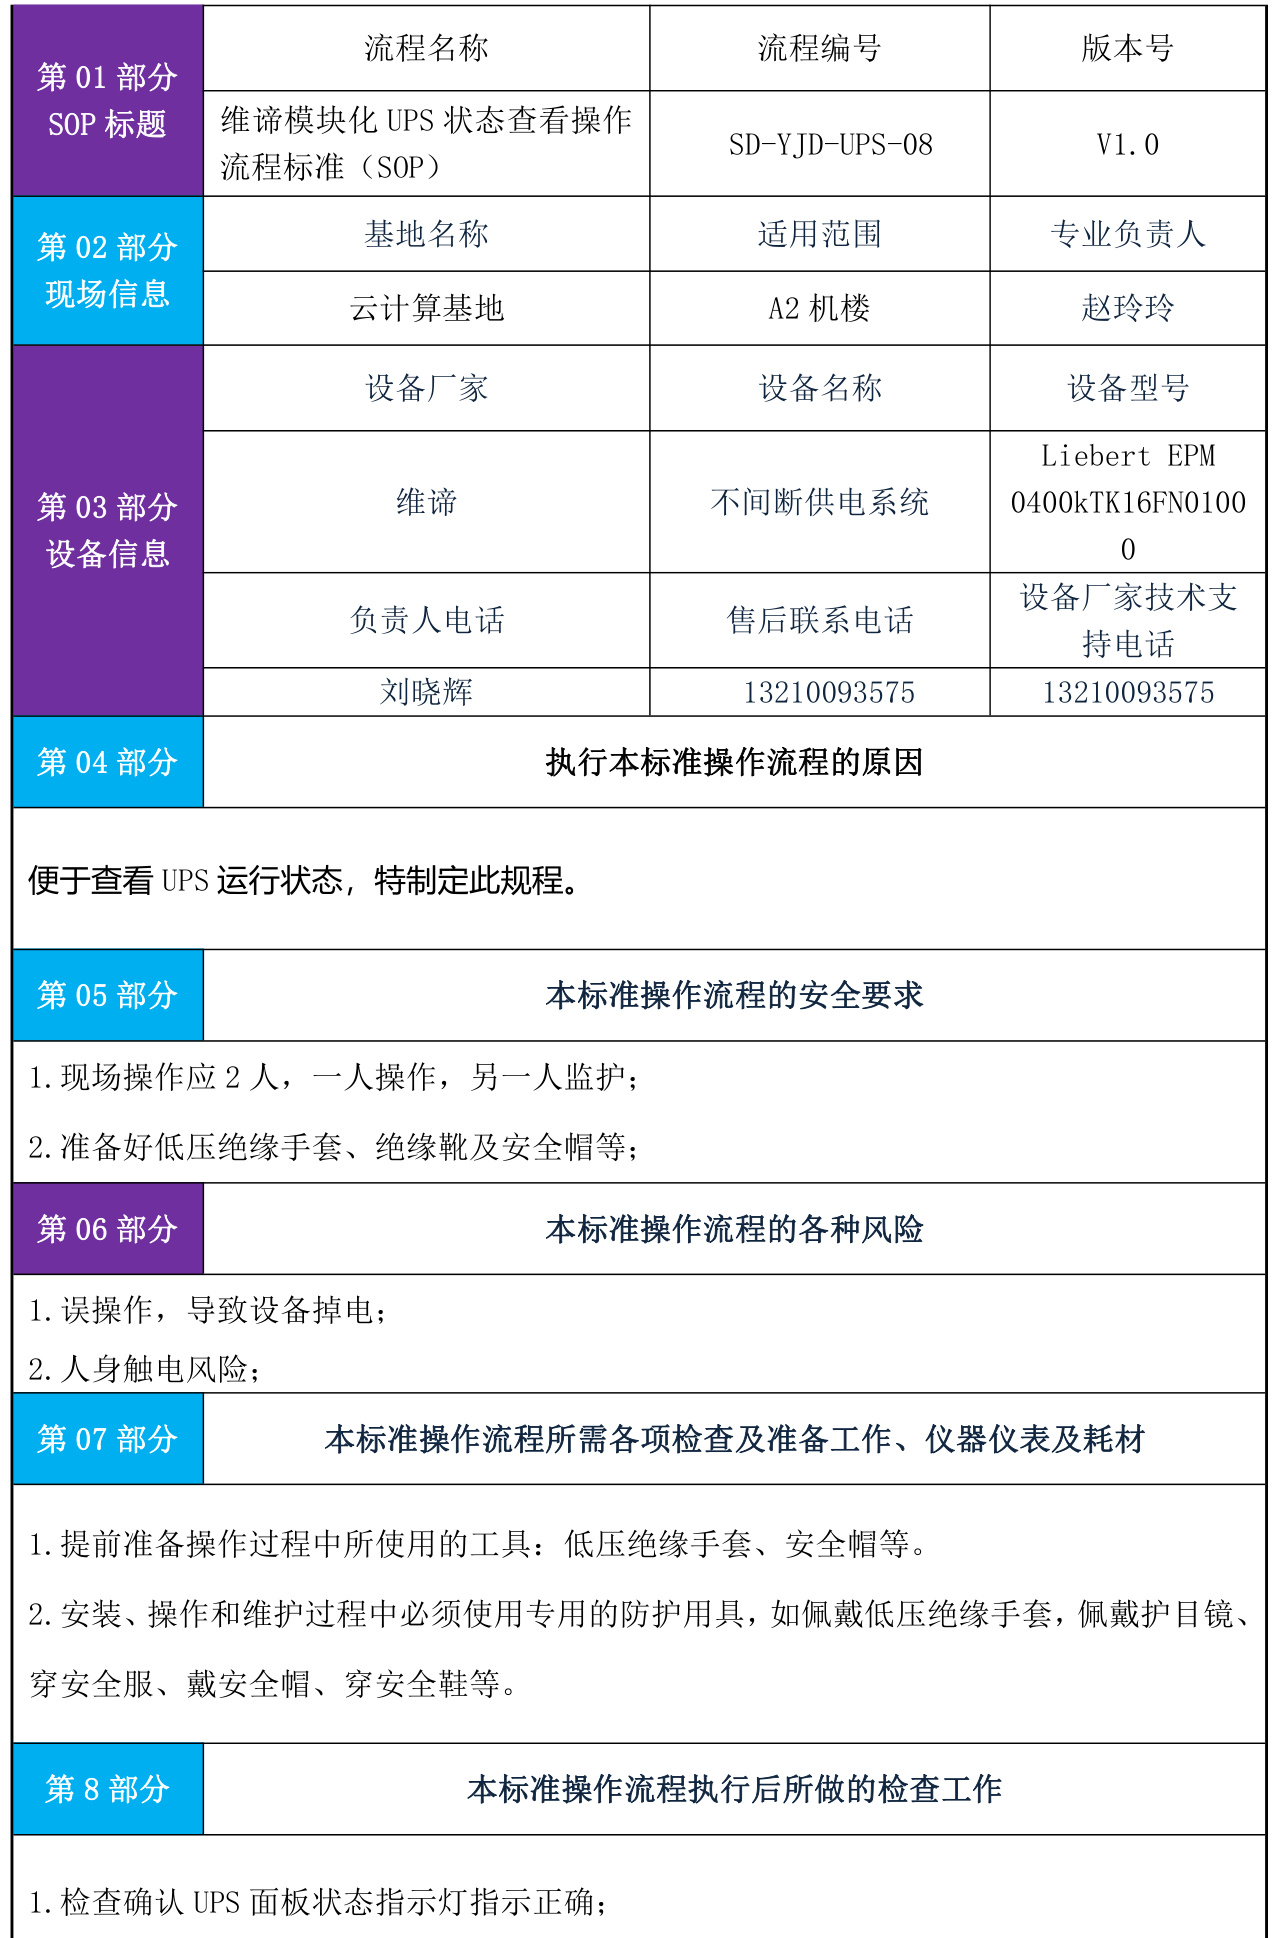 第 01 部分
SOP 标题
流程名称
流程编号
版本号
维谛模块化 UPS 状态查看操作
流程标准（SOP）
SD-YJD-UPS-08
V1.0
第 02 部分
现场信息
基地名称
适用范围
专业负责人
云计算基地
A2 机楼
赵玲玲
第 03 部分
设备信息
设备厂家
设备名称
设备型号
维谛
不间断供电系统
Liebert EPM
0400kTK16FN0100
0
负责人电话
售后联系电话
设备厂家技术支
持电话
刘晓辉
13210093575
13210093575
第 04 部分
执行本标准操作流程的原因
便于查看 UPS 运行状态，特制定此规程。
第 05 部分
本标准操作流程的安全要求
1.现场操作应 2 人，一人操作，另一人监护；
2.准备好低压绝缘手套、绝缘靴及安全帽等；
第 06 部分
本标准操作流程的各种风险
1.误操作，导致设备掉电；
2.人身触电风险；
第 07 部分
本标准操作流程所需各项检查及准备工作、仪器仪表及耗材
1.提前准备操作过程中所使用的工具：低压绝缘手套、安全帽等。
2.安装、操作和维护过程中必须使用专用的防护用具，如佩戴低压绝缘手套，佩戴护目镜、
穿安全服、戴安全帽、穿安全鞋等。
第 8 部分
本标准操作流程执行后所做的检查工作
1.检查确认 UPS 面板状态指示灯指示正确；